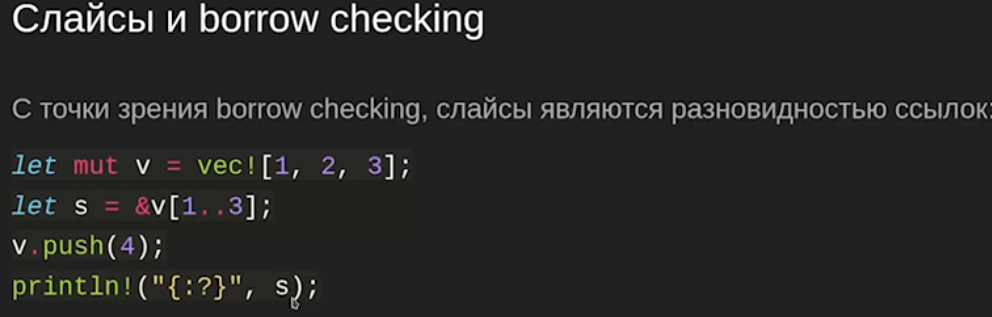 Слайсы и borrow checking
С точки зрения borrow checking, слайсы являются разновидностью ссылок:
let mut v = vec![1, 2, 3];
let s = &v[1..3];
v.push(4);
println!("{:?}", s);